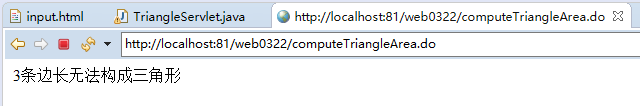 input.html TriangleServlet.java http://localhost:81/web0322/computeTriangleArea.do
http://localhost:81/web0322/computeTriangleArea.do
3条边长无法构成三角形